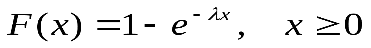 F(x) = 1 - e^{-λx}, x ≥ 0